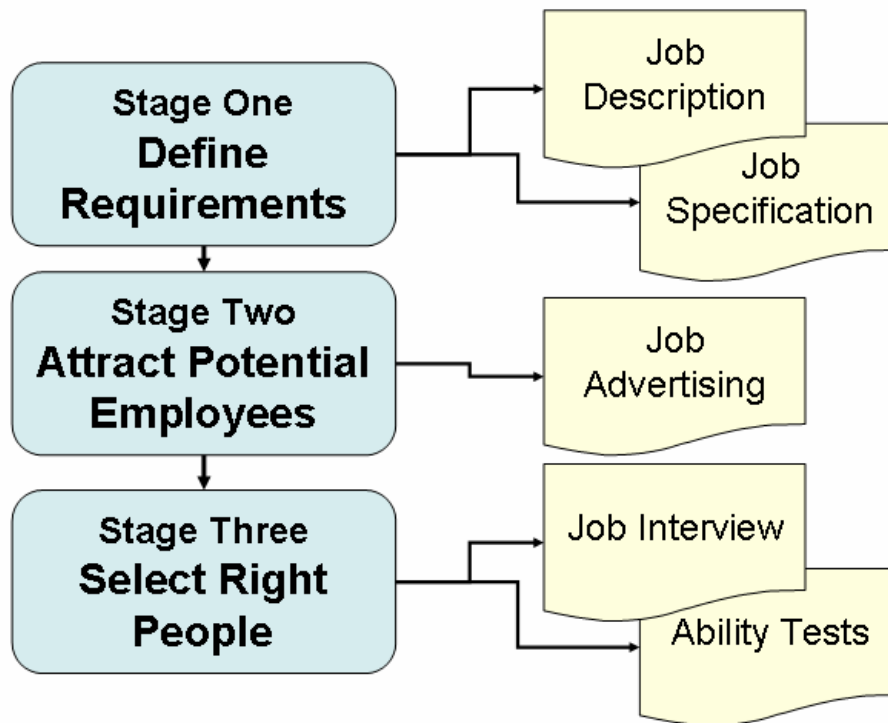 Stage One
Define
Requirements
Job
Description
Job
Specification
Stage Two
Attract Potential
Employees
Job
Advertising
Stage Three
Select Right
People
Job Interview
Ability Tests